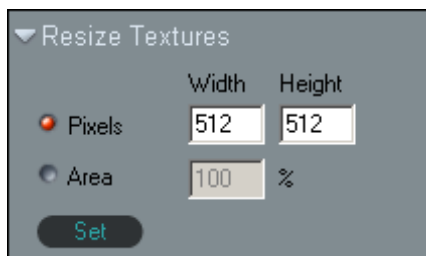 Resize Textures
Width Height
Pixels 512 512
Area 100 %
Set